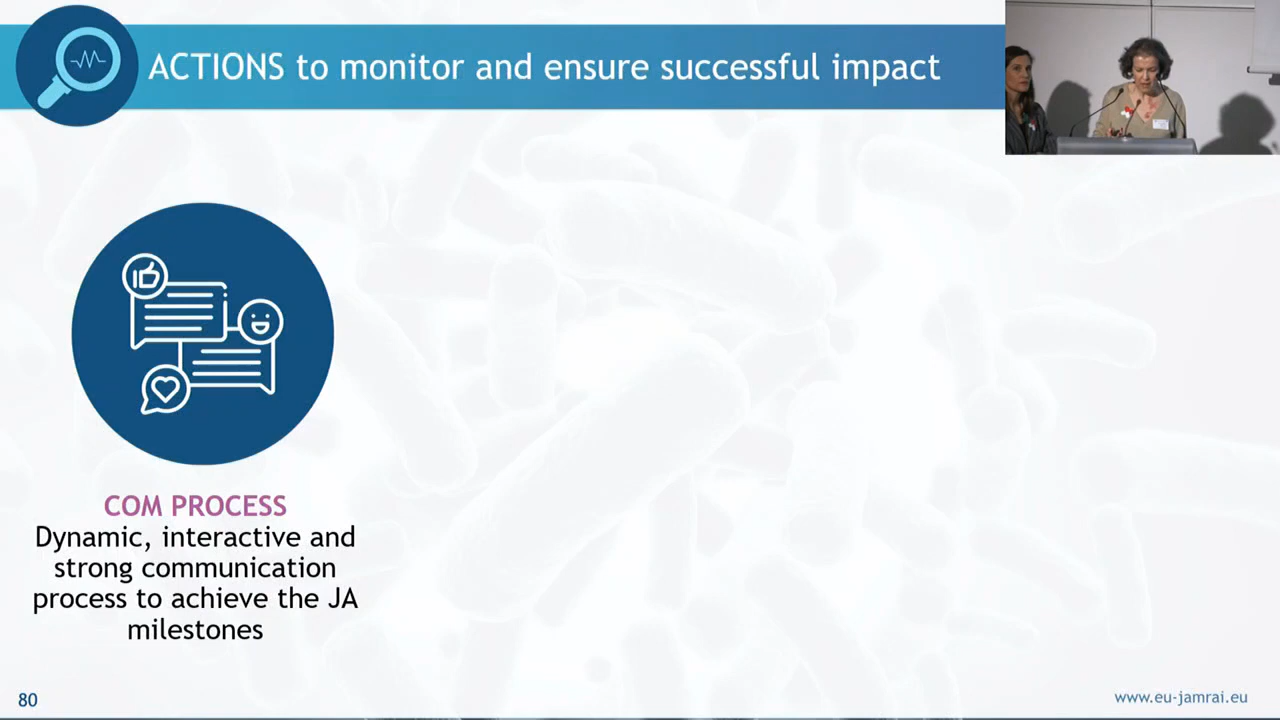 ACTIONS to monitor and ensure successful impact
COM PROCESS
Dynamic, interactive and
strong communication
process to achieve the JA
milestones
80
www.eu-jamrai.eu